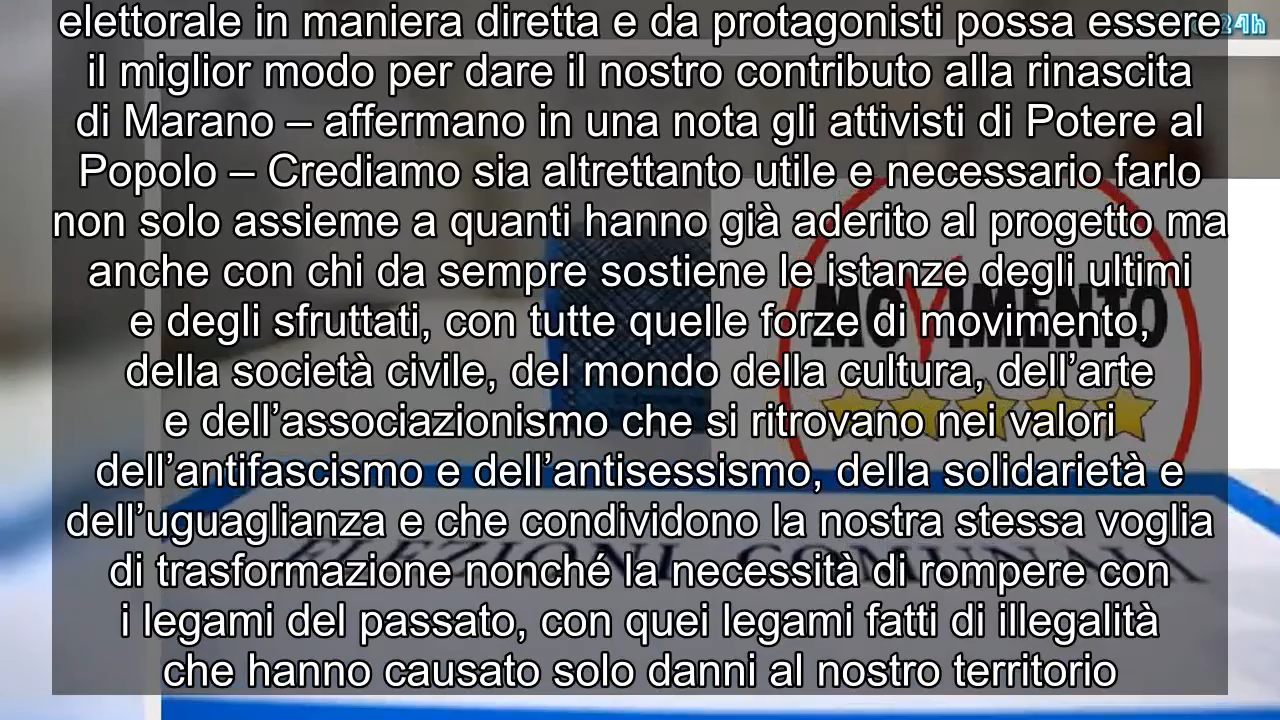 elettorale in maniera diretta e da protagonisti possa essere
24h
il miglior modo per dare il nostro contributo alla rinascita
di Marano – affermano in una nota gli attivisti di Potere al
Popolo – Crediamo sia altrettanto utile e necessario farlo
non solo assieme a quanti hanno già aderito al progetto ma
anche con chi da sempre sostiene le istanze degli ultimi
e degli sfruttati, con tutte quelle forze di movimento,
MOVIMENTO
della società civile, del mondo della cultura, dell’arte
e dell’associazionismo che si ritrovano nei valori
dell’antifascismo e dell’antisessismo, della solidarietà e
dell’uguaglianza e che condividono la nostra stessa voglia
di trasformazione nonché la necessità di rompere con
ELEZIONI COMUNALI
i legami del passato, con quei legami fatti di illegalità
che hanno causato solo danni al nostro territorio